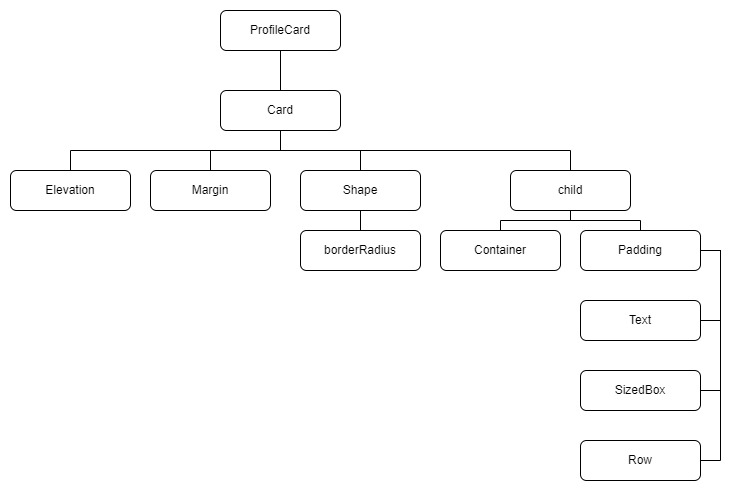 ProfileCard
Card
Elevation
Margin
Shape
child
borderRadius
Container
Padding
Text
SizedBox
Row